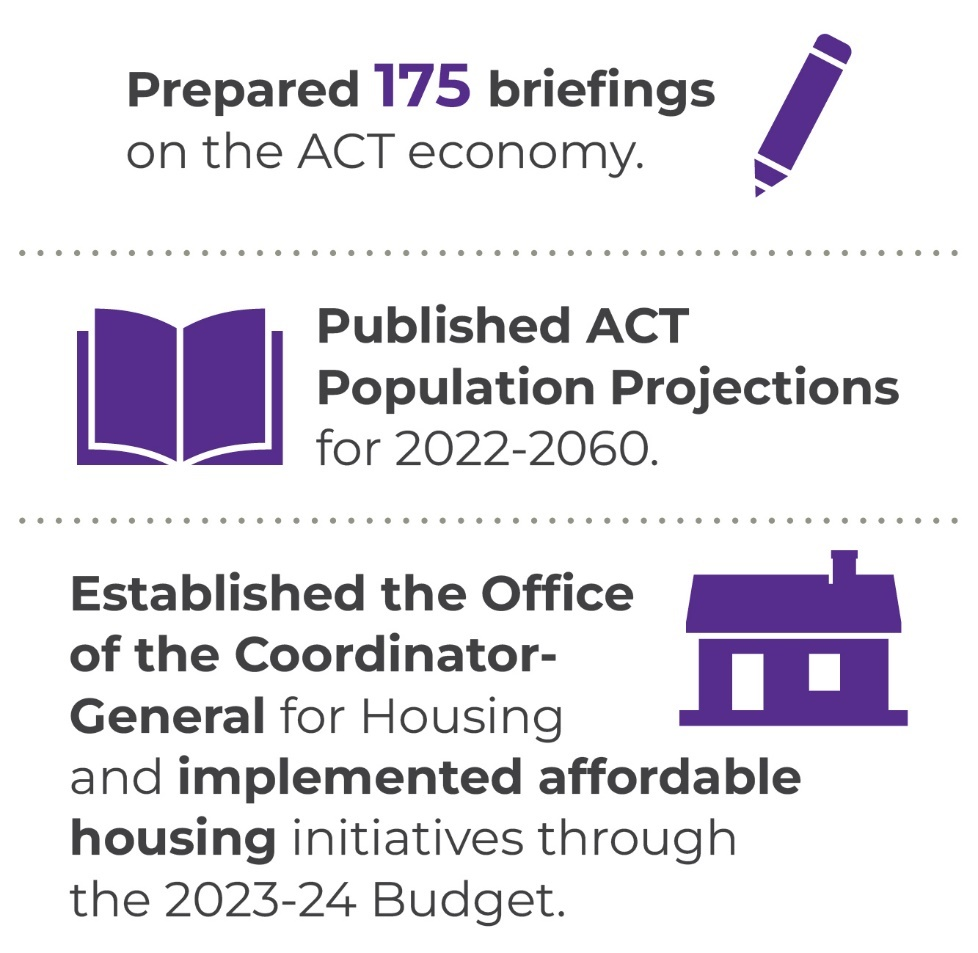 Prepared 175 briefings
on the ACT economy.
Published ACT
Population Projections
for 2022-2060.
Established the Office
of the Coordinator-
General for Housing
and implemented affordable
housing initiatives through
the 2023-24 Budget.